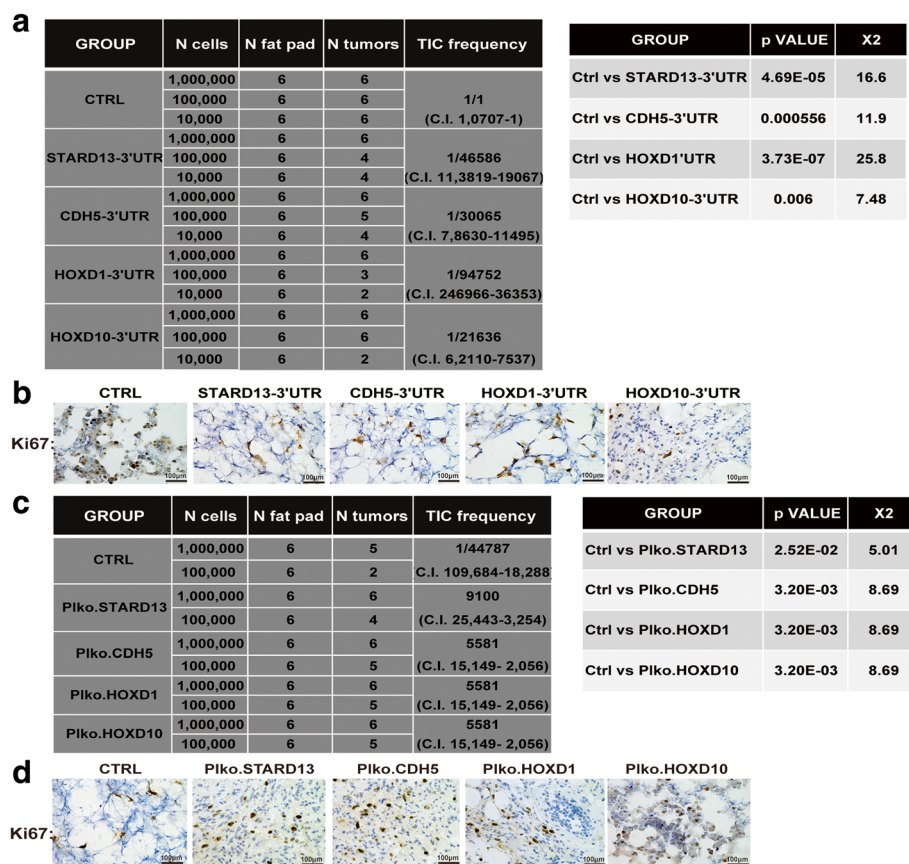 a
GROUP N cells N fat pad N tumors TIC frequency
CTRL
1,000,000 6 6
100,000 6 6
10,000 6 6
1/1
(C.I. 1,0707-1)
STARD13-3'UTR
1,000,000 6 6
100,000 6 4
10,000 6 4
1/46586
(C.I. 11,3819-19067)
CDH5-3'UTR
1,000,000 6 6
100,000 6 5
10,000 6 4
1/30065
(C.I. 7,8630-11495)
HOXD1-3'UTR
1,000,000 6 6
100,000 6 3
10,000 6 2
1/94752
(C.I. 246966-36353)
HOXD10-3'UTR
1,000,000 6 6
100,000 6 6
10,000 6 2
1/21636
(C.I. 6,2110-7537)
GROUP p VALUE X2
Ctrl vs STARD13-3'UTR 4.69E-05 16.6
Ctrl vs CDH5-3'UTR 0.000556 11.9
Ctrl vs HOXD1'UTR 3.73E-07 25.8
Ctrl vs HOXD10-3'UTR 0.006 7.48
b
CTRL STARD13-3'UTR CDH5-3'UTR HOXD1-3'UTR HOXD10-3'UTR
Ki67:
100μm 100μm 100μm 100μm 100μm
c
GROUP N cells N fat pad N tumors TIC frequency
CTRL
1,000,000 6 5
100,000 6 2
1/44787
(C.I. 109,684-18,288)
Plko.STARD13
1,000,000 6 6
100,000 6 4
9100
(C.I. 25,443-3,254)
Plko.CDH5
1,000,000 6 6
100,000 6 5
5581
(C.I. 15,149- 2,056)
Plko.HOXD1
1,000,000 6 6
100,000 6 5
5581
(C.I. 15,149- 2,056)
Plko.HOXD10
1,000,000 6 6
100,000 6 5
5581
(C.I. 15,149- 2,056)
GROUP p VALUE X2
Ctrl vs Plko.STARD13 2.52E-02 5.01
Ctrl vs Plko.CDH5 3.20E-03 8.69
Ctrl vs Plko.HOXD1 3.20E-03 8.69
Ctrl vs Plko.HOXD10 3.20E-03 8.69
d
CTRL Plko.STARD13 Plko.CDH5 Plko.HOXD1 Plko.HOXD10
Ki67:
100μm 100μm 100μm 100μm 100μm